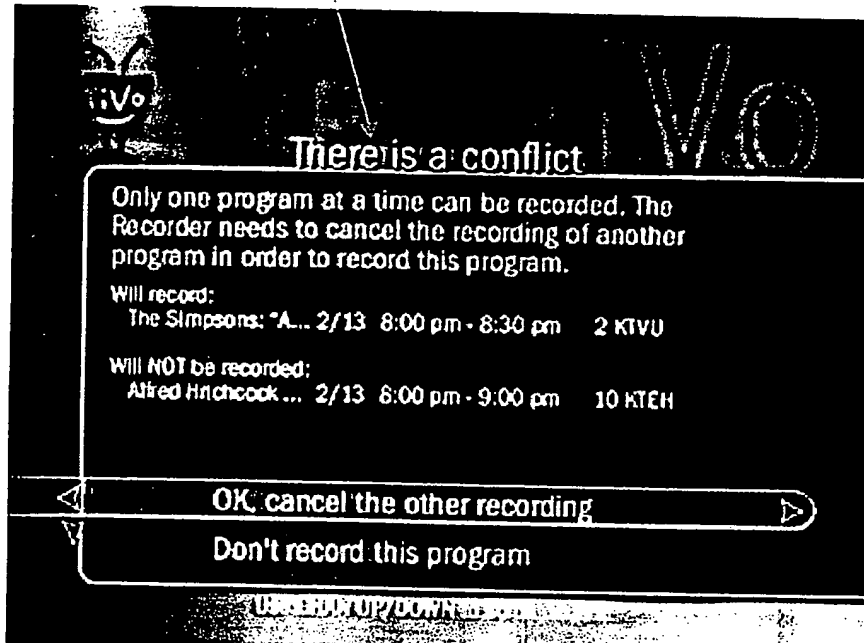 TiVo
There is a conflict
Only one program at a time can be recorded. The
Recorder needs to cancel the recording of another
program in order to record this program.
Will record:
The Simpsons: "A... 2/13 8:00 pm - 8:30 pm 2 KTVU
Will NOT be recorded:
Alfred Hitchcock ... 2/13 8:00 pm - 9:00 pm 10 KTEH
OK, cancel the other recording
Don't record this program
UP/DOWN